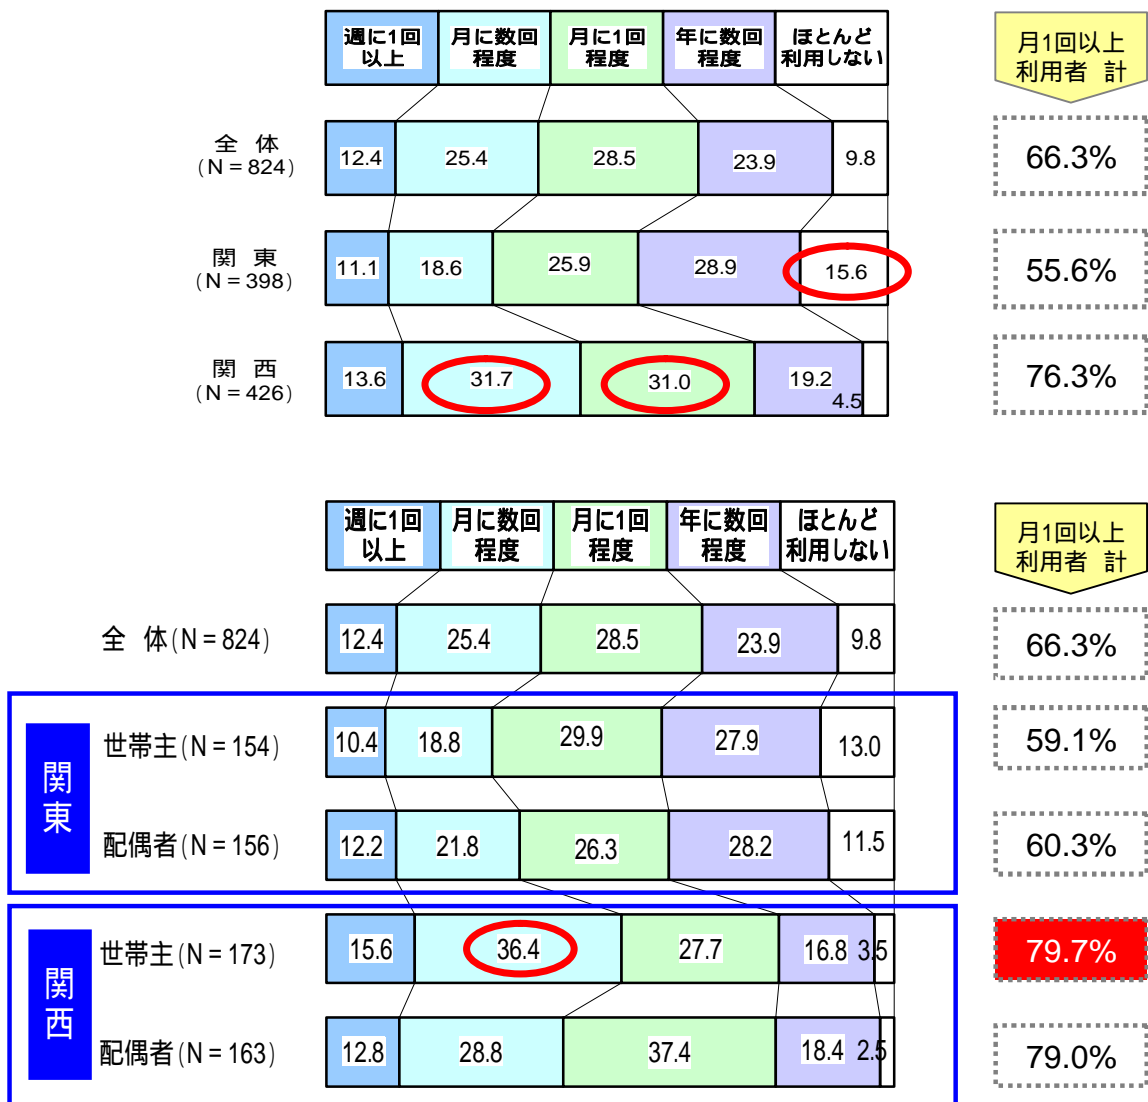 週に1回
以上
月に数回
程度
月に1回
程度
年に数回
程度
ほとんど
利用しない
月1回以上
利用者 計
全 体
(N = 824)
12.4
25.4
28.5
23.9
9.8
66.3%
関 東
(N = 398)
11.1
18.6
25.9
28.9
15.6
55.6%
関 西
(N = 426)
13.6
31.7
31.0
19.2
4.5
76.3%
週に1回
以上
月に数回
程度
月に1回
程度
年に数回
程度
ほとんど
利用しない
月1回以上
利用者 計
全 体(N = 824)
12.4
25.4
28.5
23.9
9.8
66.3%
関東
世帯主(N = 154)
10.4
18.8
29.9
27.9
13.0
59.1%
配偶者(N = 156)
12.2
21.8
26.3
28.2
11.5
60.3%
関西
世帯主(N = 173)
15.6
36.4
27.7
16.8
3.5
79.7%
配偶者(N = 163)
12.8
28.8
37.4
18.4
2.5
79.0%